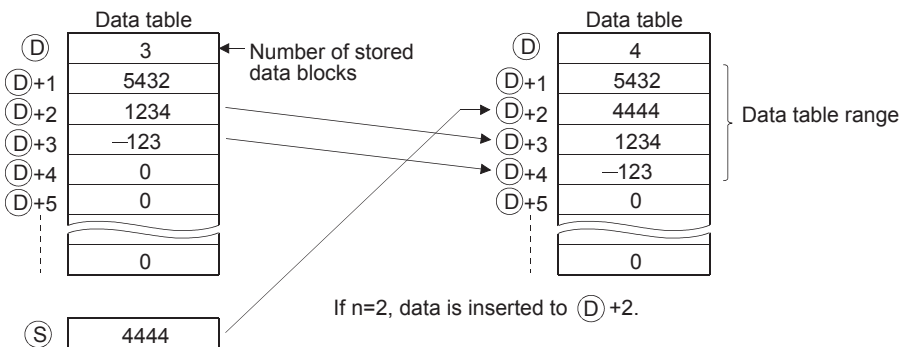 Data table Data table
D 3 Number of stored D 4
D+1 5432 data blocks D+1 5432
D+2 1234 D+2 4444 Data table range
D+3 —123 D+3 1234
D+4 0 D+4 —123
D+5 0 D+5 0
0 0
If n=2, data is inserted to D +2.
S 4444